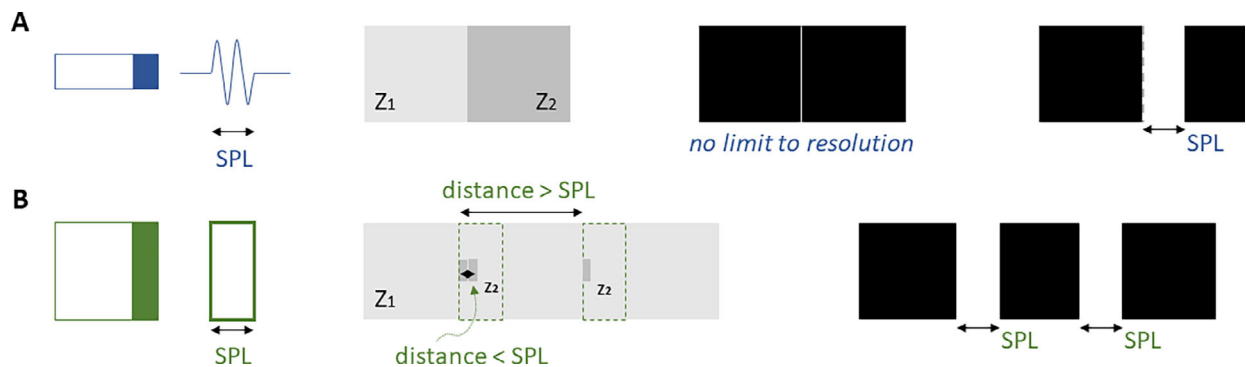 A
SPL
Z1
Z2
no limit to resolution
SPL
B
distance > SPL
SPL
Z1
Z2
Z2
distance < SPL
SPL
SPL